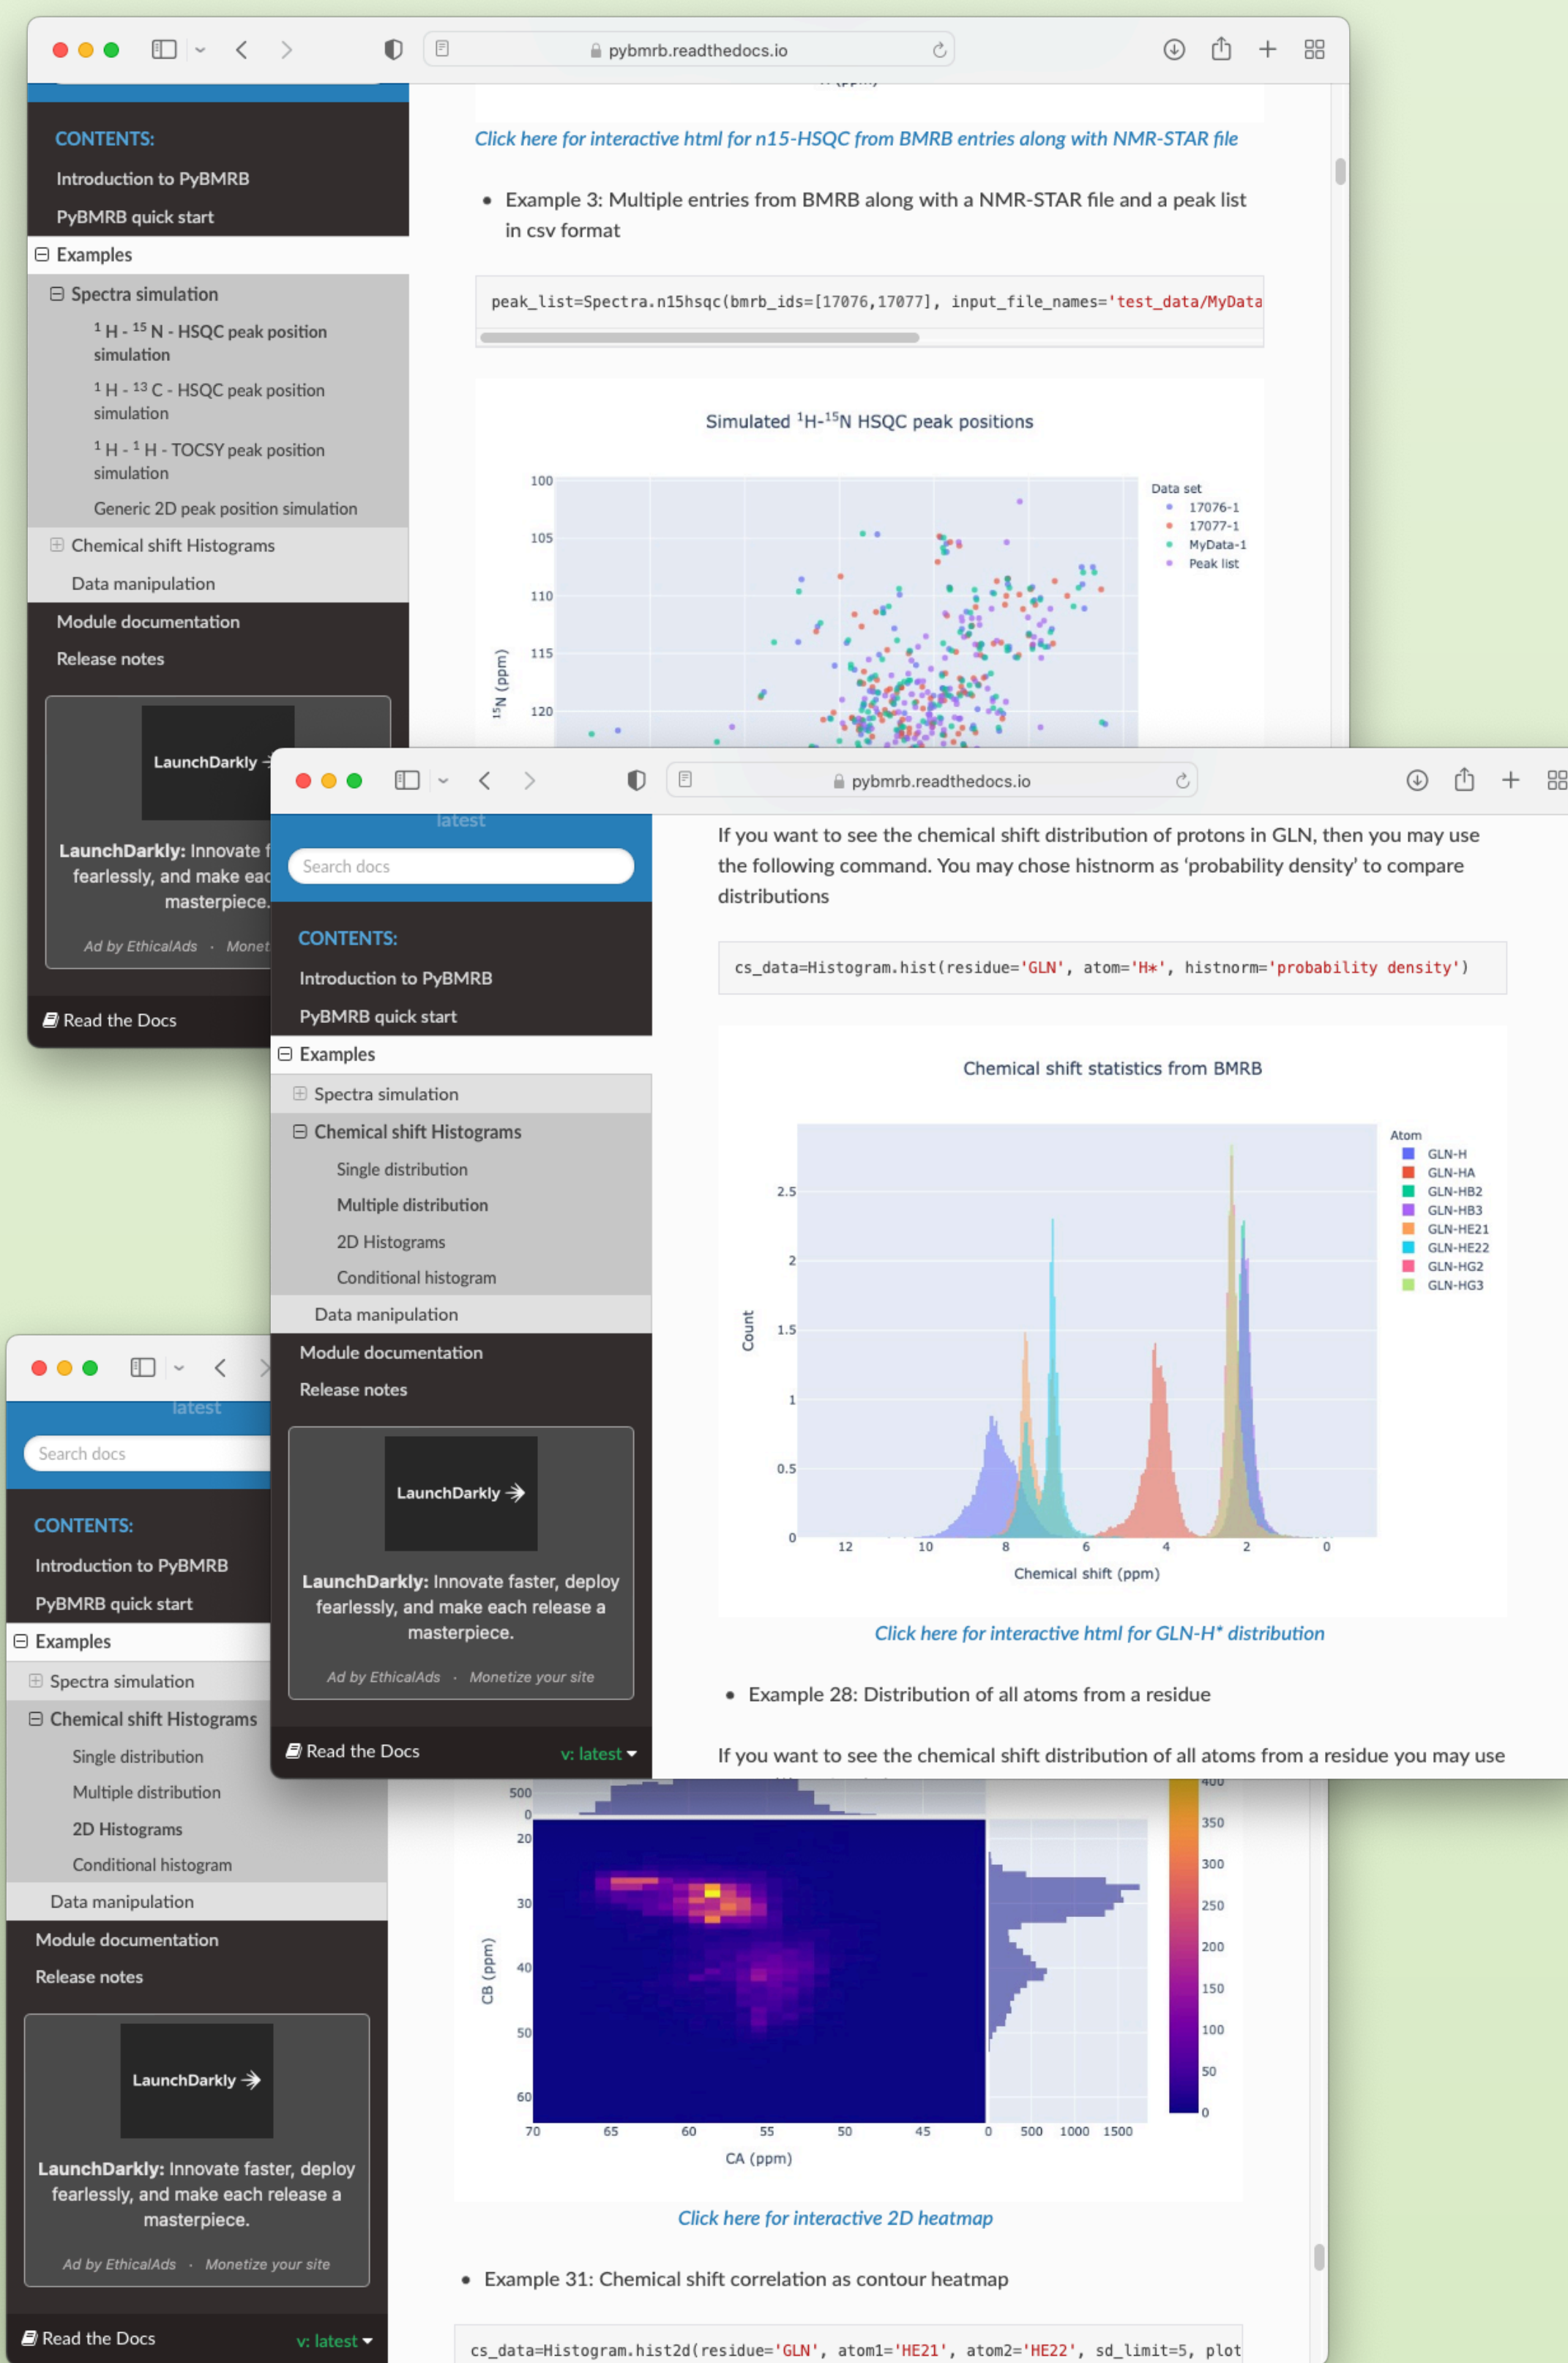 pybmrb.readthedocs.io
CONTENTS:
Introduction to PyBMRB
PyBMRB quick start
Examples
Spectra simulation
¹ H - ¹⁵ N - HSQC peak position
simulation
¹ H - ¹³ C - HSQC peak position
simulation
¹ H - ¹ H - TOCSY peak position
simulation
Generic 2D peak position simulation
Chemical shift Histograms
Data manipulation
Module documentation
Release notes
LaunchDarkly
LaunchDarkly: Innovate
fearlessly, and make
masterpiece.
Ad by EthicalAds ·
Read the Docs
Click here for interactive html for n15-HSQC from BMRB entries along with NMR-STAR file
• Example 3: Multiple entries from BMRB along with a NMR-STAR file and a peak list
in csv format
peak_list=Spectra.n15hsqc(bmrb_ids=[17076,17077], input_file_names='test_data/MyData
Simulated ¹H-¹⁵N HSQC peak positions
100
105
110
115
120
¹⁵N (ppm)
Data set
17076-1
17077-1
MyData-1
Peak list
pybmrb.readthedocs.io
latest
Search docs
CONTENTS:
Introduction to PyBMRB
PyBMRB quick start
Examples
Spectra simulation
Chemical shift Histograms
Single distribution
Multiple distribution
2D Histograms
Conditional histogram
Data manipulation
Module documentation
Release notes
LaunchDarkly
LaunchDarkly: Innovate faster, deploy
fearlessly, and make each release a
masterpiece.
Ad by EthicalAds · Monetize your site
Read the Docs v: latest
If you want to see the chemical shift distribution of protons in GLN, then you may use
the following command. You may chose histnorm as ‘probability density’ to compare
distributions
cs_data=Histogram.hist(residue='GLN', atom='H*', histnorm='probability density')
Chemical shift statistics from BMRB
2.5
2
1.5
1
0.5
0
Count
12 10 8 6 4 2 0
Chemical shift (ppm)
Atom
GLN-H
GLN-HA
GLN-HB2
GLN-HB3
GLN-HE21
GLN-HE22
GLN-HG2
GLN-HG3
Click here for interactive html for GLN-H* distribution
• Example 28: Distribution of all atoms from a residue
If you want to see the chemical shift distribution of all atoms from a residue you may use
latest
Search docs
CONTENTS:
Introduction to PyBMRB
PyBMRB quick start
Examples
Spectra simulation
Chemical shift Histograms
Single distribution
Multiple distribution
2D Histograms
Conditional histogram
Data manipulation
Module documentation
Release notes
LaunchDarkly
LaunchDarkly: Innovate faster, deploy
fearlessly, and make each release a
masterpiece.
Ad by EthicalAds · Monetize your site
Read the Docs v: latest
500
0
20
30
40
50
60
CB (ppm)
70 65 60 55 50 45 0 500 1000 1500
CA (ppm)
400
350
300
250
200
150
100
50
0
Click here for interactive 2D heatmap
• Example 31: Chemical shift correlation as contour heatmap
cs_data=Histogram.hist2d(residue='GLN', atom1='HE21', atom2='HE22', sd_limit=5, plot